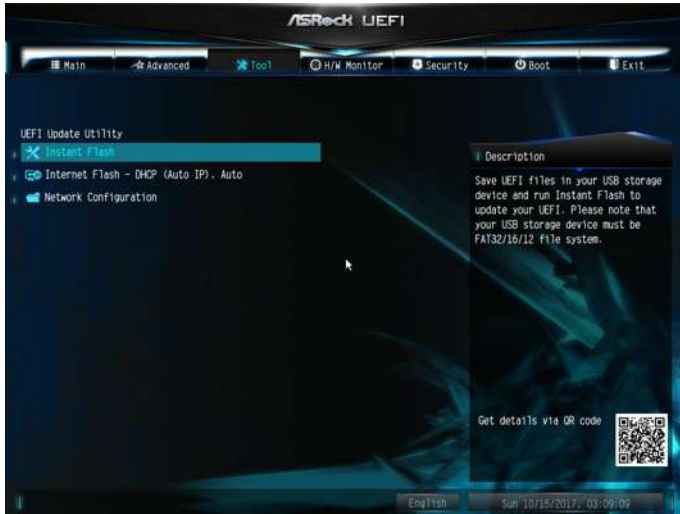 ASRock UEFI
Main Advanced Tool H/W Monitor Security Boot Exit
UEFI Update Utility
Instant Flash
Internet Flash - DHCP (Auto IP), Auto
Network Configuration
Description
Save UEFI files in your USB storage
device and run Instant Flash to
update your UEFI. Please note that
your USB storage device must be
FAT32/16/12 file system.
Get details via QR code
English
Sun 10/15/2017, 03:09:09